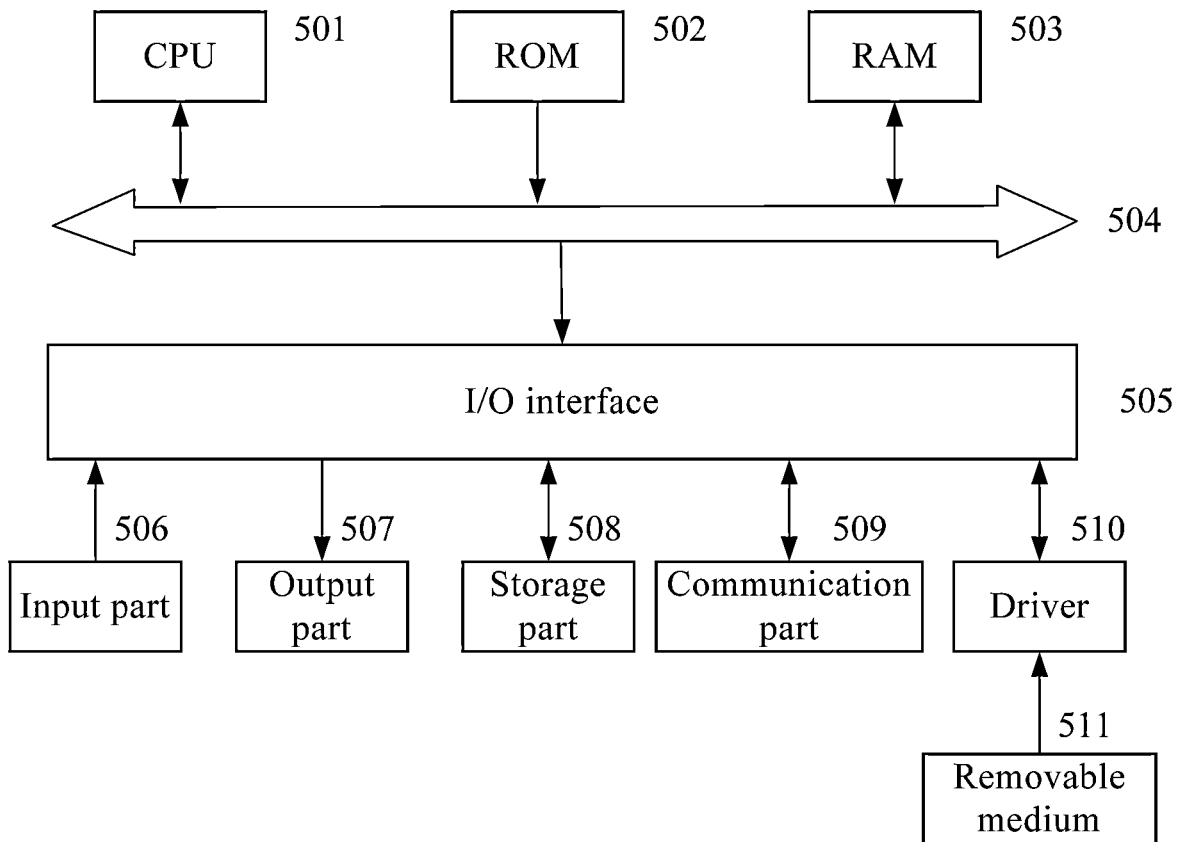 CPU
501
ROM
502
RAM
503
504
I/O interface
505
506
507
508
509
510
Input part
Output
part
Storage
part
Communication
part
Driver
511
Removable
medium